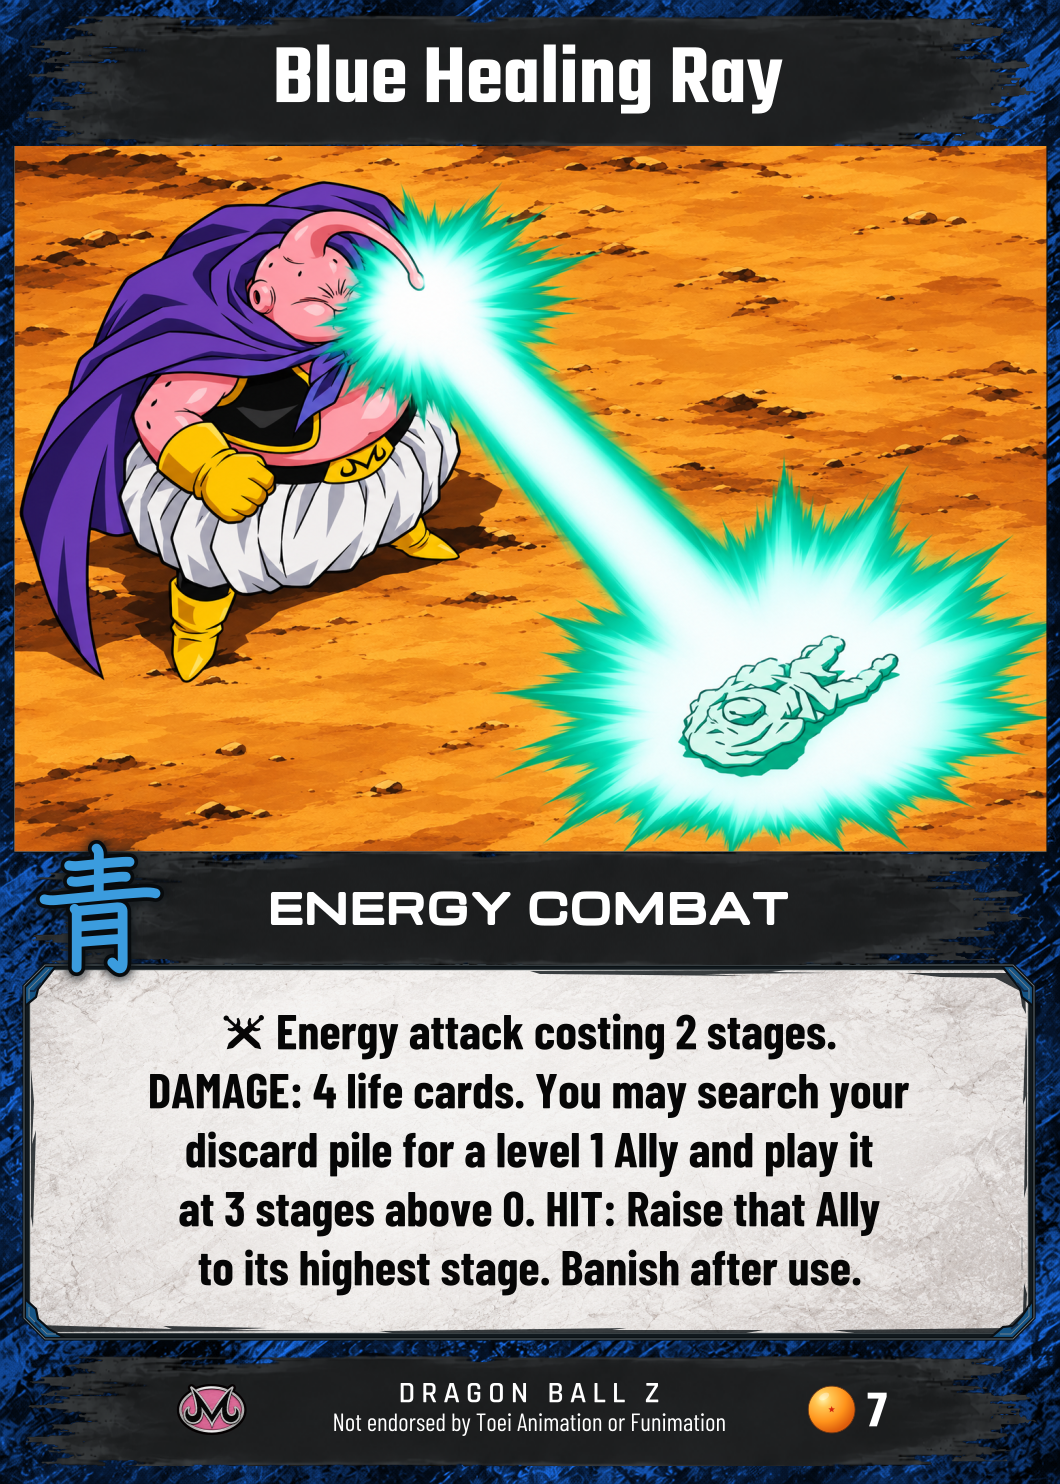 Blue Healing Ray
青
ENERGY COMBAT
Energy attack costing 2 stages.
DAMAGE: 4 life cards. You may search your
discard pile for a level 1 Ally and play it
at 3 stages above 0. HIT: Raise that Ally
to its highest stage. Banish after use.
DRAGON BALL Z
Not endorsed by Toei Animation or Funimation
7